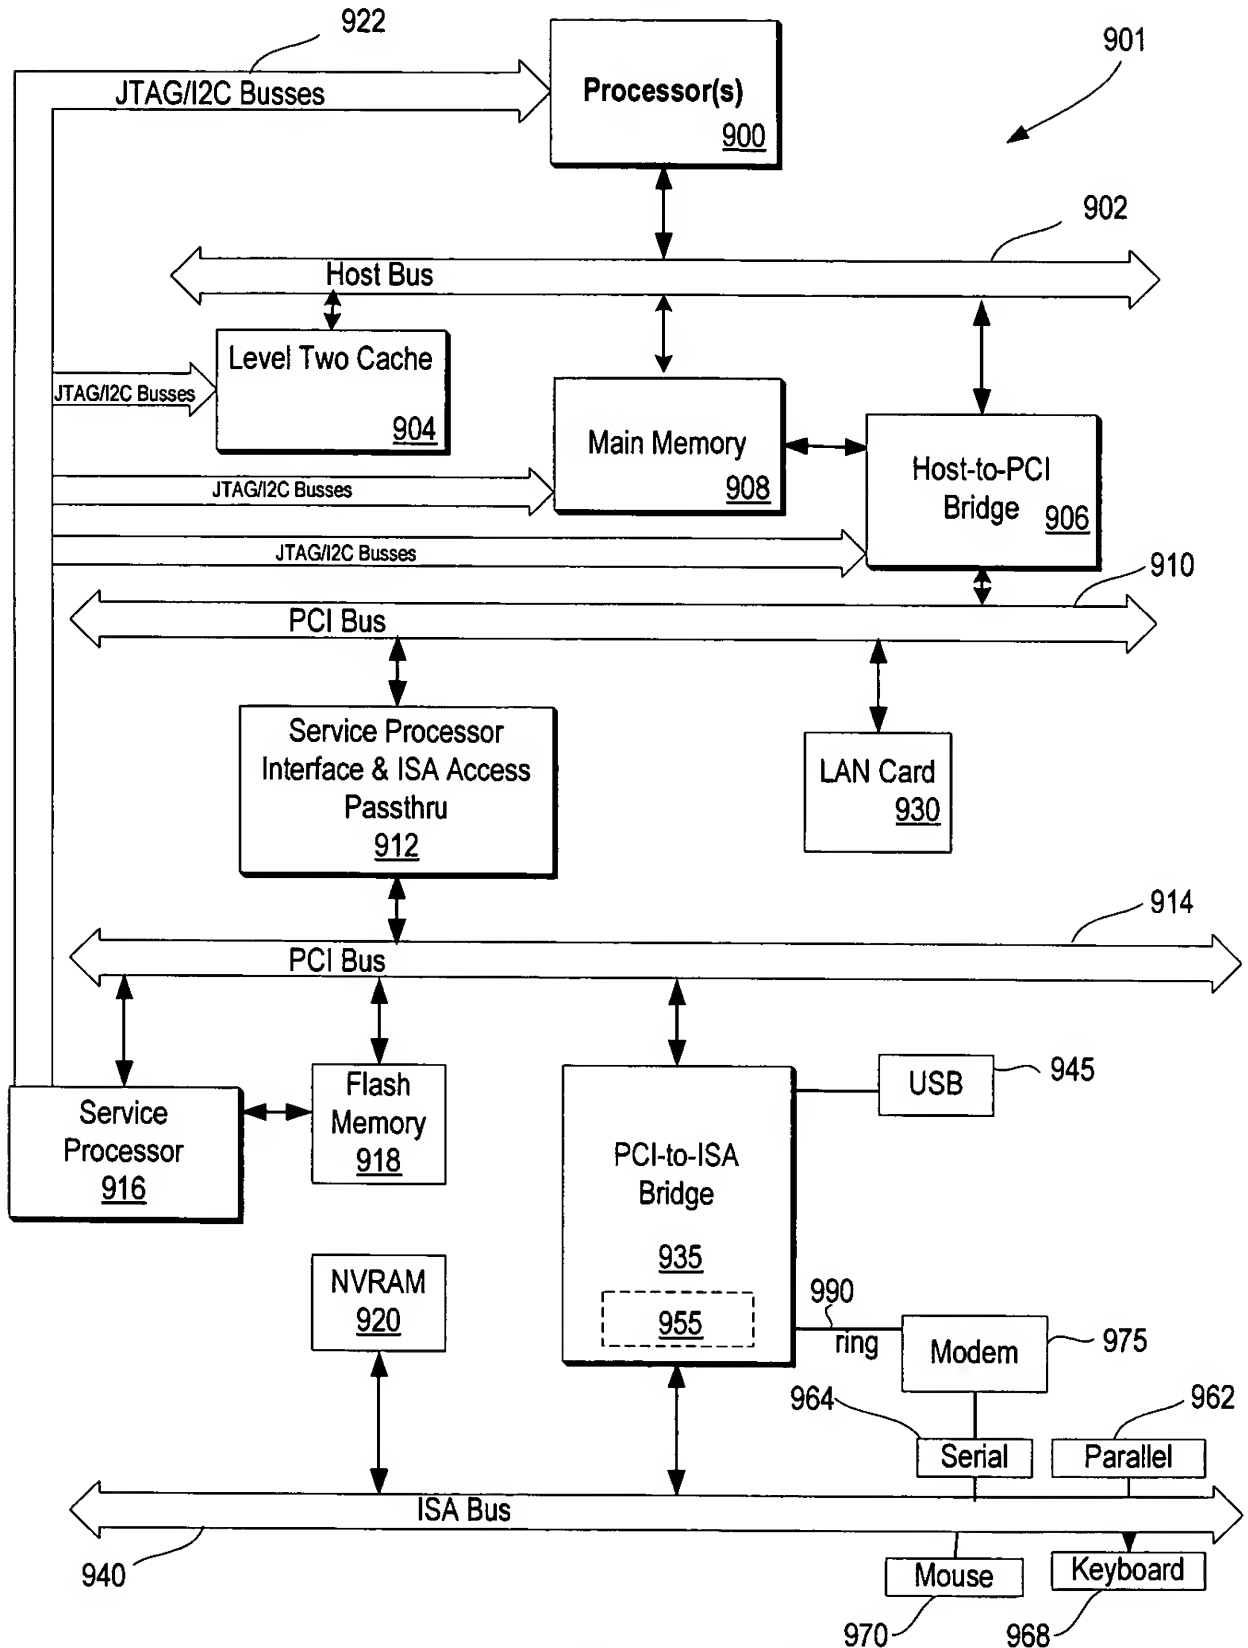 922
901
JTAG/I2C Busses
Processor(s)
900
902
Host Bus
Level Two Cache
904
JTAG/I2C Busses
Main Memory
908
Host-to-PCI
Bridge
906
JTAG/I2C Busses
JTAG/I2C Busses
910
PCI Bus
Service Processor
Interface & ISA Access
Passthru
912
LAN Card
930
914
PCI Bus
Service
Processor
916
Flash
Memory
918
PCI-to-ISA
Bridge
935
955
USB
945
NVRAM
920
990
ring
Modem
975
964
962
Serial
Parallel
ISA Bus
940
Mouse
Keyboard
970
968